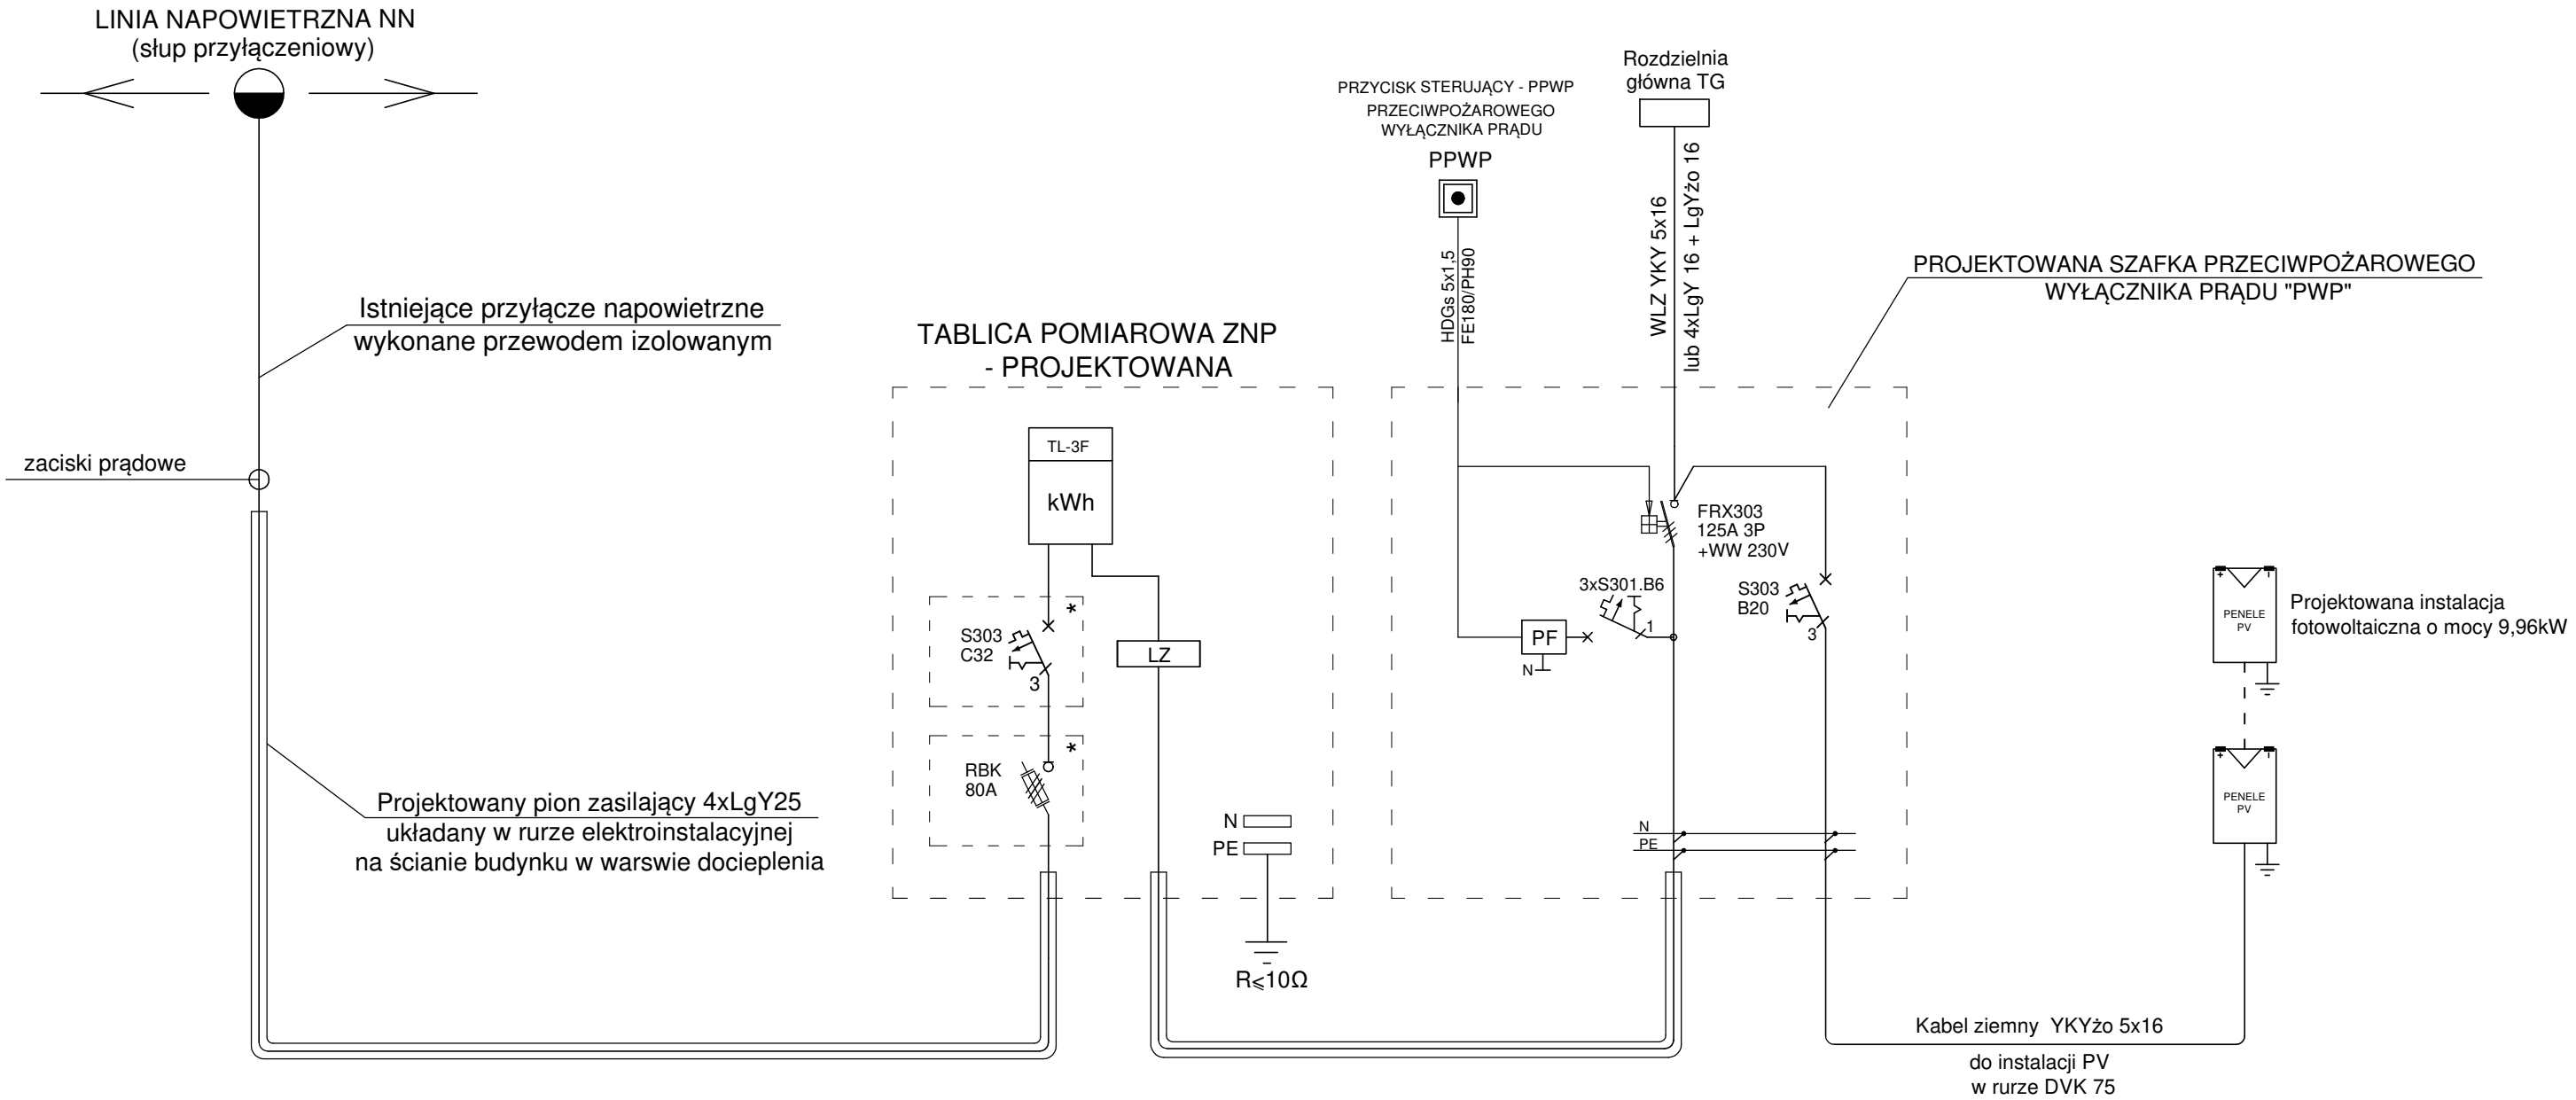 LINIA NAPOWIETRZNA NN
(słup przyłączeniowy)
Istniejące przyłącze napowietrzne
wykonane przewodem izolowanym
zaciski prądowe
Projektowany pion zasilający 4xLgY25
układany w rurze elektroinstalacyjnej
na ścianie budynku w warswie docieplenia
TABLICA POMIAROWA ZNP
- PROJEKTOWANA
TL-3F
kWh
*
S303
C32
3
LZ
*
RBK
80A
N
PE
R⩽10Ω
PRZYCISK STERUJĄCY - PPWP
PRZECIWPOŻAROWEGO
WYŁĄCZNIKA PRĄDU
PPWP
HDGs 5x1,5
FE180/PH90
Rozdzielnia
główna TG
WLZ YKY 5x16
lub 4xLgY 16 + LgYżo 16
PROJEKTOWANA SZAFKA PRZECIWPOŻAROWEGO
WYŁĄCZNIKA PRĄDU "PWP"
FRX303
125A 3P
+WW 230V
3xS301.B6
1
PF
N
S303
B20
3
N
PE
Kabel ziemny YKYżo 5x16
do instalacji PV
w rurze DVK 75
+
PENELE
PV
Projektowana instalacja
fotowoltaiczna o mocy 9,96kW
+
PENELE
PV